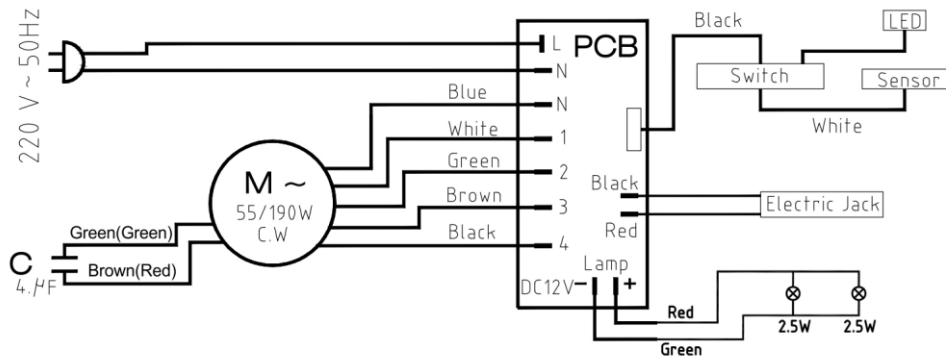 220 V ~ 50Hz
L
N
N
1
2
3
4
PCB
Blue
White
Green
Brown
Black
M ~
55/190W
C.W
Green(Green)
Brown(Red)
C
4.μF
Black
Switch
LED
Sensor
White
Black
Red
Electric Jack
Lamp
DC12V - +
Red
Green
2.5W
2.5W